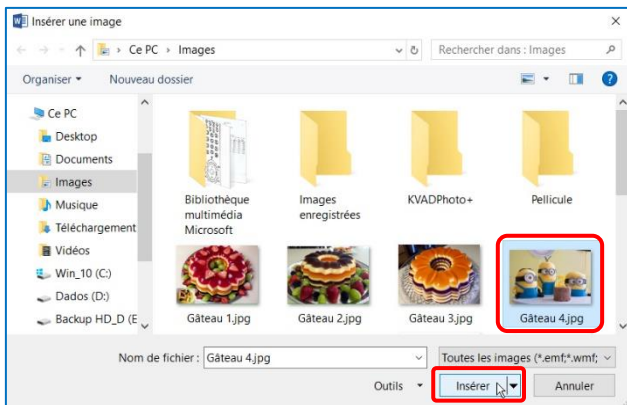 Insérer une image
Ce PC > Images
Rechercher dans : Images
Organiser
Nouveau dossier
Ce PC
Desktop
Documents
Images
Musique
Téléchargement
Vidéos
Win_10 (C:)
Dados (D:)
Backup HD_D (E
Bibliothèque
multimédia
Microsoft
Images
enregistrées
KVADPhoto+
Pellicule
Gâteau 1.jpg
Gâteau 2.jpg
Gâteau 3.jpg
Gâteau 4.jpg
Nom de fichier : Gâteau 4.jpg
Toutes les images (*.emf;*.wmf;
Outils
Insérer
Annuler